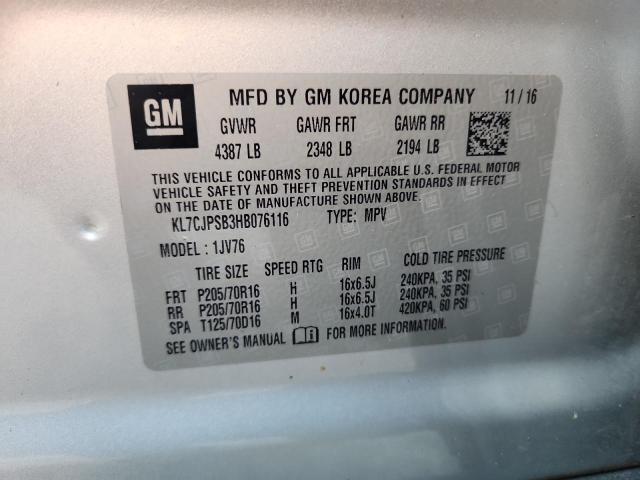 GM
MFD BY GM KOREA COMPANY 11/16
GVWR GAWR FRT GAWR RR
4387 LB 2348 LB 2194 LB
THIS VEHICLE CONFORMS TO ALL APPLICABLE U.S. FEDERAL MOTOR
VEHICLE SAFETY AND THEFT PREVENTION STANDARDS IN EFFECT
ON THE DATE OF MANUFACTURE SHOWN ABOVE.
KL7CJPSB3HB076116 TYPE: MPV
MODEL : 1JV76
TIRE SIZE SPEED RTG RIM COLD TIRE PRESSURE
FRT P205/70R16 H 16x6.5J 240KPA, 35 PSI
RR P205/70R16 H 16x6.5J 240KPA, 35 PSI
SPA T125/70D16 M 16x4.0T 420KPA, 60 PSI
SEE OWNER'S MANUAL FOR MORE INFORMATION.